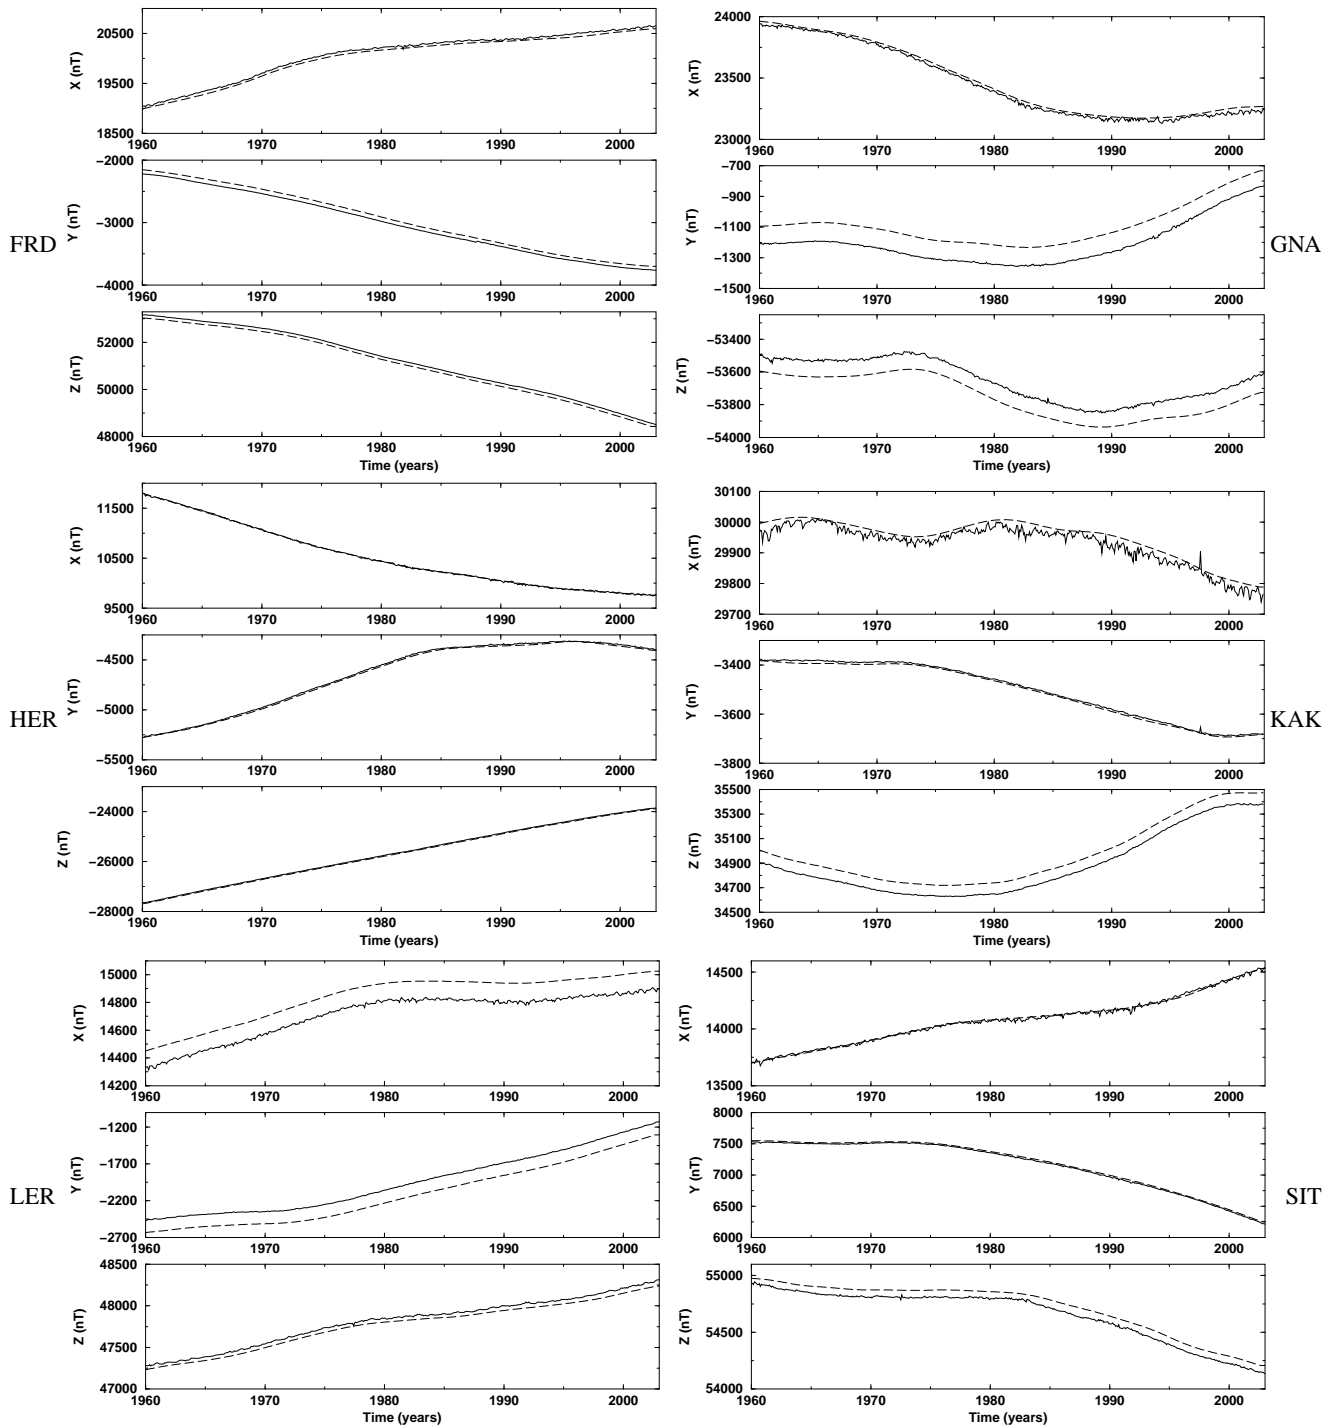 FRD
X (nT)
20500
19500
18500
1960 1970 1980 1990 2000
Y (nT)
−2000
−3000
−4000
1960 1970 1980 1990 2000
Z (nT)
52000
50000
48000
1960 1970 1980 1990 2000
Time (years)
GNA
X (nT)
24000
23500
23000
1960 1970 1980 1990 2000
Y (nT)
−700
−900
−1100
−1300
−1500
1960 1970 1980 1990 2000
Z (nT)
−53400
−53600
−53800
−54000
1960 1970 1980 1990 2000
Time (years)
HER
X (nT)
11500
10500
9500
1960 1970 1980 1990 2000
Y (nT)
−4500
−5000
−5500
1960 1970 1980 1990 2000
Z (nT)
−24000
−26000
−28000
1960 1970 1980 1990 2000
Time (years)
KAK
X (nT)
30100
30000
29900
29800
29700
1960 1970 1980 1990 2000
Y (nT)
−3400
−3600
−3800
1960 1970 1980 1990 2000
Z (nT)
35500
35300
35100
34900
34700
34500
1960 1970 1980 1990 2000
Time (years)
LER
X (nT)
15000
14800
14600
14400
14200
1960 1970 1980 1990 2000
Y (nT)
−1200
−1700
−2200
−2700
1960 1970 1980 1990 2000
Z (nT)
48500
48000
47500
47000
1960 1970 1980 1990 2000
Time (years)
SIT
X (nT)
14500
14000
13500
1960 1970 1980 1990 2000
Y (nT)
8000
7500
7000
6500
6000
1960 1970 1980 1990 2000
Z (nT)
55000
54500
54000
1960 1970 1980 1990 2000
Time (years)